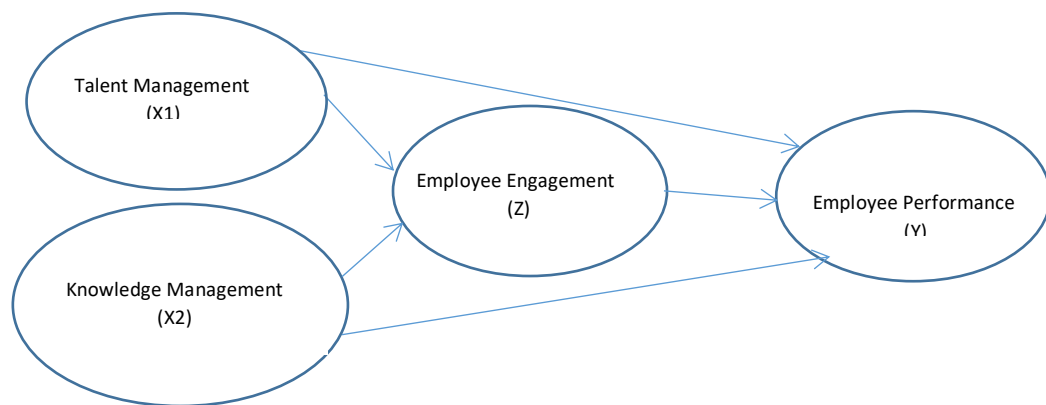 Talent Management
(X1)
Employee Engagement
(Z)
Employee Performance
(Y)
Knowledge Management
(X2)